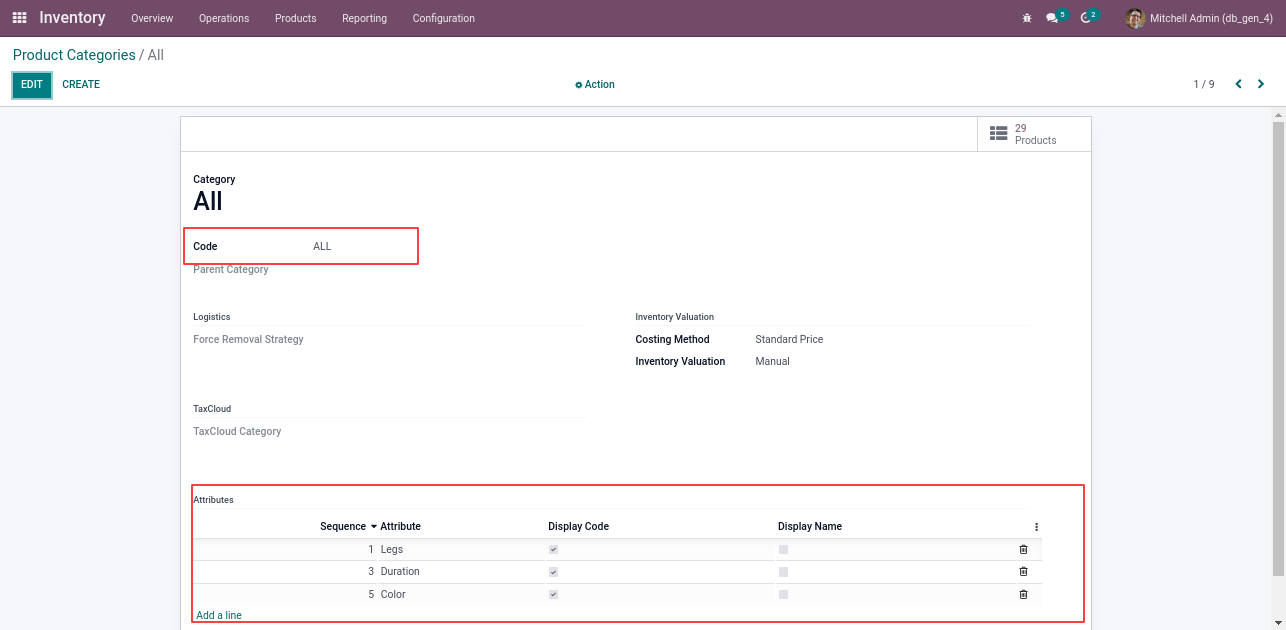 Inventory Overview Operations Products Reporting Configuration 5 2 Mitchell Admin (db_gen_4)
Product Categories / All
EDIT CREATE Action 1 / 9
29
Products
Category
All
Code ALL
Parent Category
Logistics Inventory Valuation
Force Removal Strategy Costing Method Standard Price
Inventory Valuation Manual
TaxCloud
TaxCloud Category
Attributes
Sequence Attribute Display Code Display Name
1 Legs
3 Duration
5 Color
Add a line